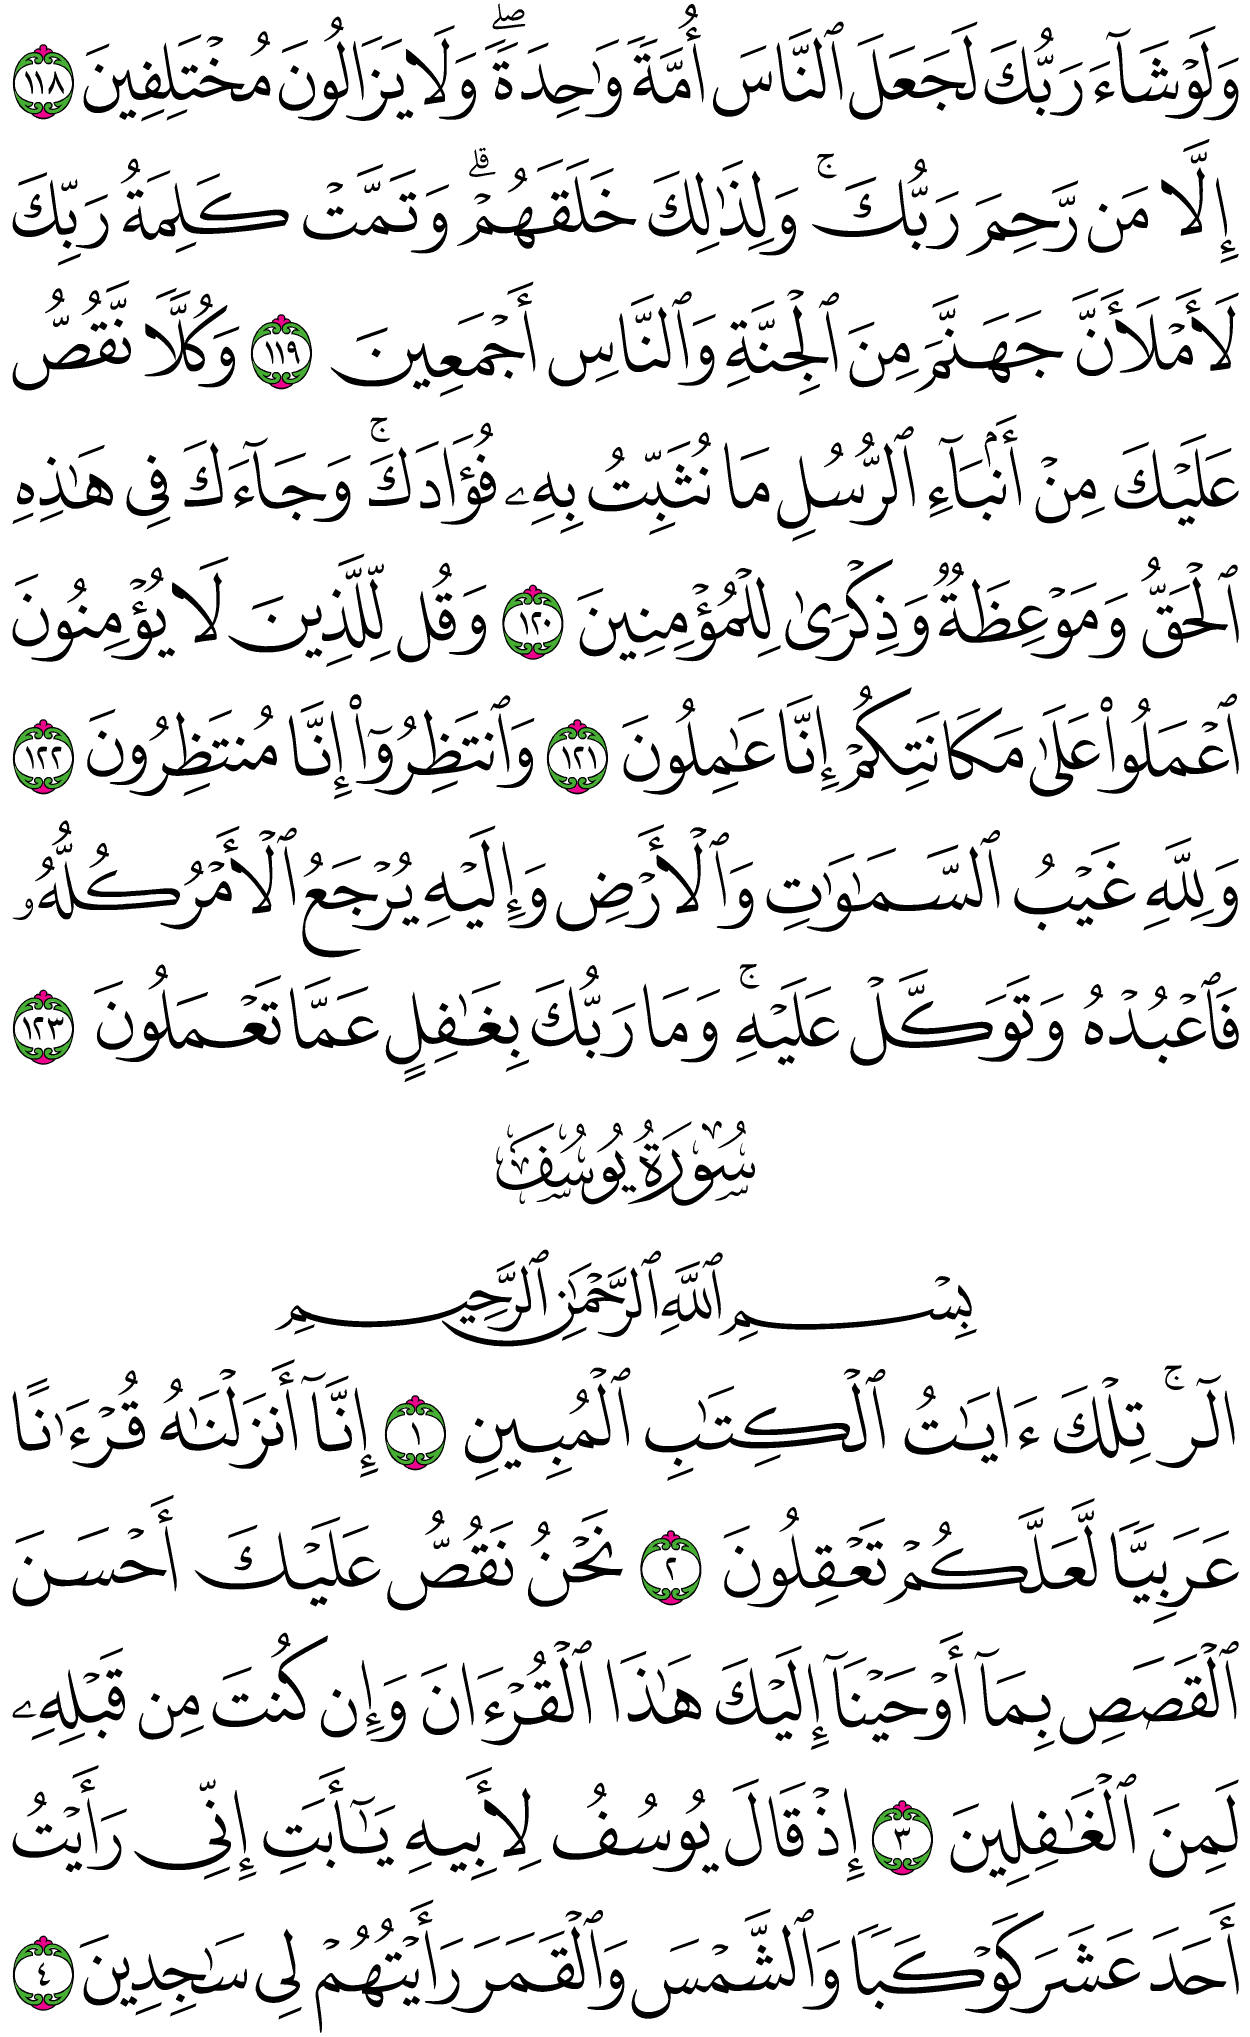 وَلَوْ شَآءَ رَبُّكَ لَجَعَلَ ٱلنَّاسَ أُمَّةً وَٰحِدَةًۖ وَلَا يَزَالُونَ مُخْتَلِفِينَ ١١٨
إِلَّا مَن رَّحِمَ رَبُّكَۚ وَلِذَٰلِكَ خَلَقَهُمْۗ وَتَمَّتْ كَلِمَةُ رَبِّكَ
لَأَمْلَأَنَّ جَهَنَّمَ مِنَ ٱلْجِنَّةِ وَٱلنَّاسِ أَجْمَعِينَ ١١٩ وَكُلًّا نَّقُصُّ
عَلَيْكَ مِنْ أَنۢبَآءِ ٱلرُّسُلِ مَا نُثَبِّتُ بِهِۦ فُؤَادَكَۚ وَجَآءَكَ فِى هَٰذِهِ
ٱلْحَقُّ وَمَوْعِظَةٌ وَذِكْرَىٰ لِلْمُؤْمِنِينَ ١٢٠ وَقُل لِّلَّذِينَ لَا يُؤْمِنُونَ
ٱعْمَلُوا۟ عَلَىٰ مَكَانَتِكُمْ إِنَّا عَٰمِلُونَ ١٢١ وَٱنتَظِرُوٓا۟ إِنَّا مُنتَظِرُونَ ١٢٢
وَلِلَّهِ غَيْبُ ٱلسَّمَٰوَٰتِ وَٱلْأَرْضِ وَإِلَيْهِ يُرْجَعُ ٱلْأَمْرُ كُلُّهُۥ
فَٱعْبُدْهُ وَتَوَكَّلْ عَلَيْهِۚ وَمَا رَبُّكَ بِغَٰفِلٍ عَمَّا تَعْمَلُونَ ١٢٣
سُورَةُ يُوسُفَ
بِسْمِ ٱللَّهِ ٱلرَّحْمَٰنِ ٱلرَّحِيمِ
الٓرۚ تِلْكَ ءَايَٰتُ ٱلْكِتَٰبِ ٱلْمُبِينِ ١ إِنَّآ أَنزَلْنَٰهُ قُرْءَٰنًا
عَرَبِيًّا لَّعَلَّكُمْ تَعْقِلُونَ ٢ نَحْنُ نَقُصُّ عَلَيْكَ أَحْسَنَ
ٱلْقَصَصِ بِمَآ أَوْحَيْنَآ إِلَيْكَ هَٰذَا ٱلْقُرْءَانَ وَإِن كُنتَ مِن قَبْلِهِۦ
لَمِنَ ٱلْغَٰفِلِينَ ٣ إِذْ قَالَ يُوسُفُ لِأَبِيهِ يَٰٓأَبَتِ إِنِّى رَأَيْتُ
أَحَدَ عَشَرَ كَوْكَبًا وَٱلشَّمْسَ وَٱلْقَمَرَ رَأَيْتُهُمْ لِى سَٰجِدِينَ ٤